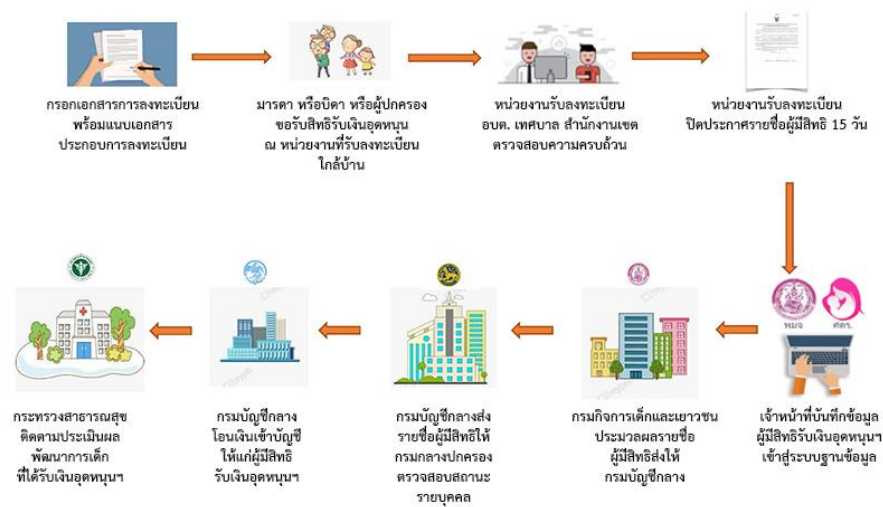 กรอกเอกสารการลงทะเบียน
พร้อมแนบเอกสาร
ประกอบการลงทะเบียน
มารดา หรือบิดา หรือผู้ปกครอง
ขอรับสิทธิรับเงินอุดหนุน
ณ หน่วยงานที่รับลงทะเบียน
ใกล้บ้าน
หน่วยงานรับลงทะเบียน
อบต. เทศบาล สำนักงานเขต
ตรวจสอบความครบถ้วน
หน่วยงานรับลงทะเบียน
ปิดประกาศรายชื่อผู้มีสิทธิ 15 วัน
พมจ
ศดร.
เจ้าหน้าที่บันทึกข้อมูล
ผู้มีสิทธิรับเงินอุดหนุนฯ
เข้าสู่ระบบฐานข้อมูล
กรมกิจการเด็กและเยาวชน
ประมวลผลรายชื่อ
ผู้มีสิทธิส่งให้
กรมบัญชีกลาง
กรมบัญชีกลางส่ง
รายชื่อผู้มีสิทธิให้
กรมกลางปกครอง
ตรวจสอบสถานะ
รายบุคคล
กรมบัญชีกลาง
โอนเงินเข้าบัญชี
ให้แก่ผู้มีสิทธิ
รับเงินอุดหนุนฯ
กระทรวงสาธารณสุข
ติดตามประเมินผล
พัฒนาการเด็ก
ที่ได้รับเงินอุดหนุนฯ